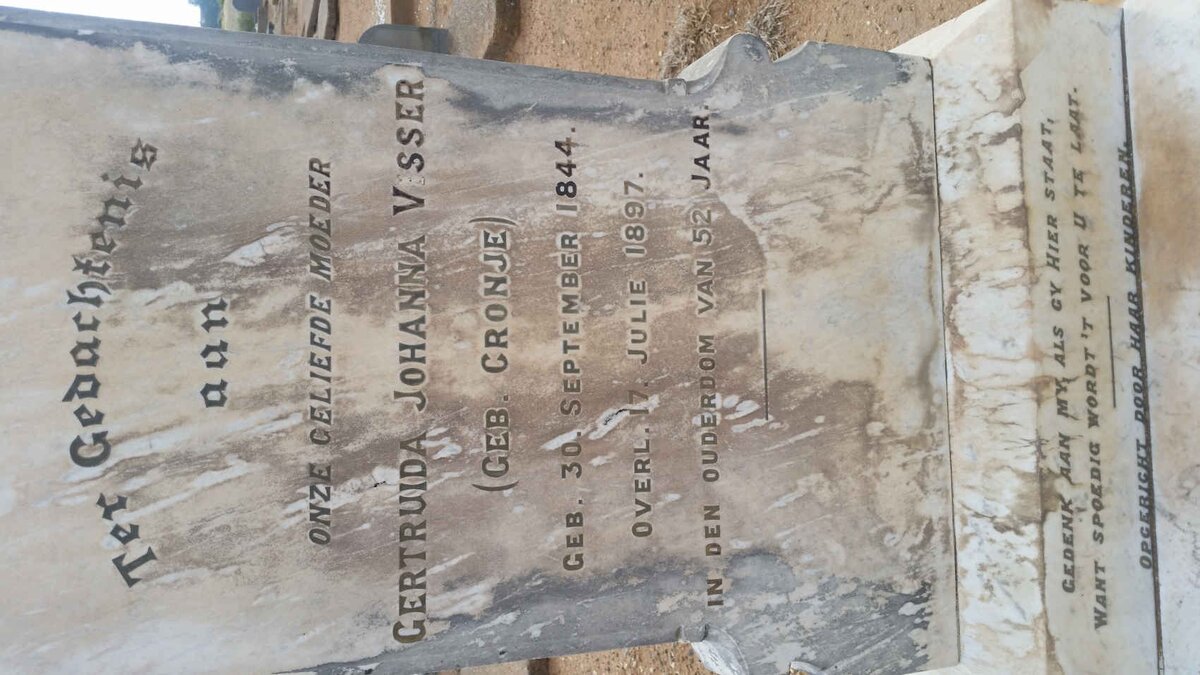 Ter Gedachtenis
aan
ONZE GELIEFDE MOEDER
GERTRUIDA JOHANNA VISSER
(GEB. CRONJE)
GEB. 30. SEPTEMBER 1844.
OVERL. 17. JULIE 1897.
IN DEN OUDERDOM VAN 52 JAAR.
GEDENK AAN MY ALS GY HIER STAAT,
WANT SPOEDIG WORDT 'T VOOR U TE LAAT.
OPGERICHT DOOR HAAR KINDEREN.